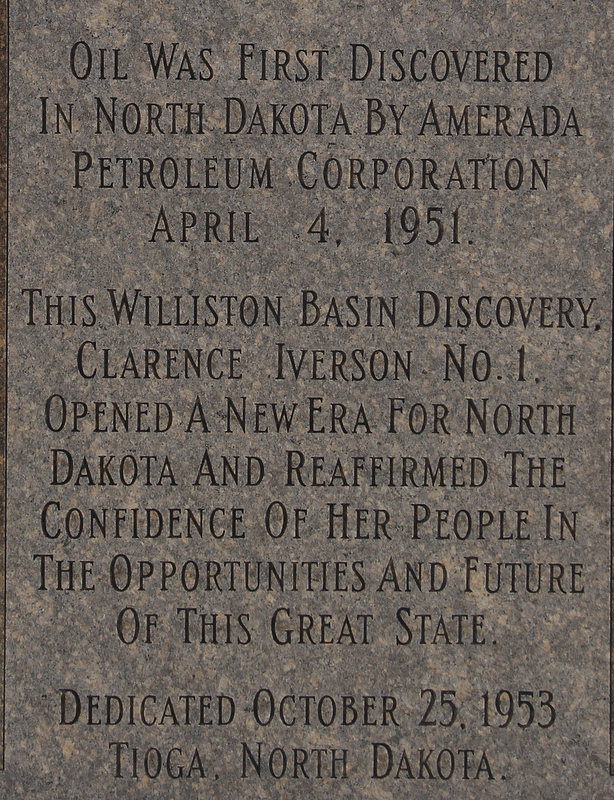 Oil Was First Discovered
In North Dakota By Amerada
Petroleum Corporation
April 4, 1951.
This Williston Basin Discovery,
Clarence Iverson No. 1,
Opened A New Era For North
Dakota And Reaffirmed The
Confidence Of Her People In
The Opportunities And Future
Of This Great State.
Dedicated October 25, 1953
Tioga, North Dakota.